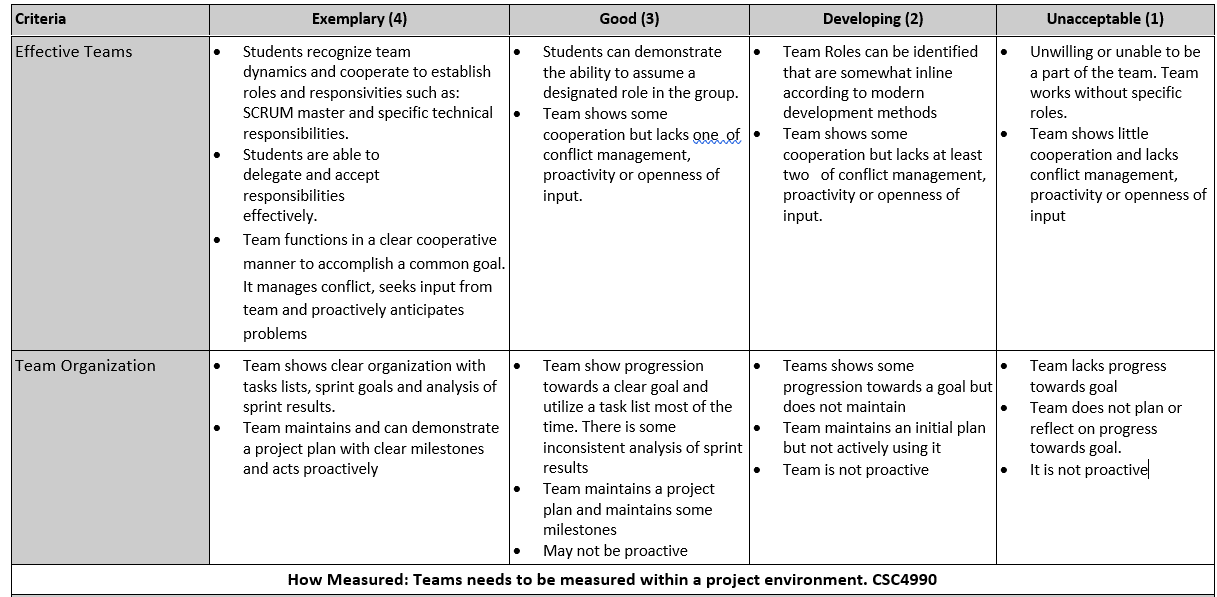 Criteria
Exemplary (4)
Good (3)
Developing (2)
Unacceptable (1)
Effective Teams
• Students recognize team
dynamics and cooperate to establish
roles and responsivities such as:
SCRUM master and specific technical
responsibilities.
• Students are able to
delegate and accept
responsibilities
effectively.
• Team functions in a clear cooperative
manner to accomplish a common goal.
It manages conflict, seeks input from
team and proactively anticipates
problems
• Students can demonstrate
the ability to assume a
designated role in the group.
• Team shows some
cooperation but lacks one of
conflict management,
proactivity or openness of
input.
• Team Roles can be identified
that are somewhat inline
according to modern
development methods
• Team shows some
cooperation but lacks at least
two of conflict management,
proactivity or openness of
input.
• Unwilling or unable to be
a part of the team. Team
works without specific
roles.
• Team shows little
cooperation and lacks
conflict management,
proactivity or openness of
input
Team Organization
• Team shows clear organization with
tasks lists, sprint goals and analysis of
sprint results.
• Team maintains and can demonstrate
a project plan with clear milestones
and acts proactively
• Team show progression
towards a clear goal and
utilize a task list most of the
time. There is some
inconsistent analysis of sprint
results
• Team maintains a project
plan and maintains some
milestones
• May not be proactive
• Teams shows some
progression towards a goal but
does not maintain
• Team maintains an initial plan
but not actively using it
• Team is not proactive
• Team lacks progress
towards goal
• Team does not plan or
reflect on progress
towards goal.
• It is not proactive
How Measured: Teams needs to be measured within a project environment. CSC4990